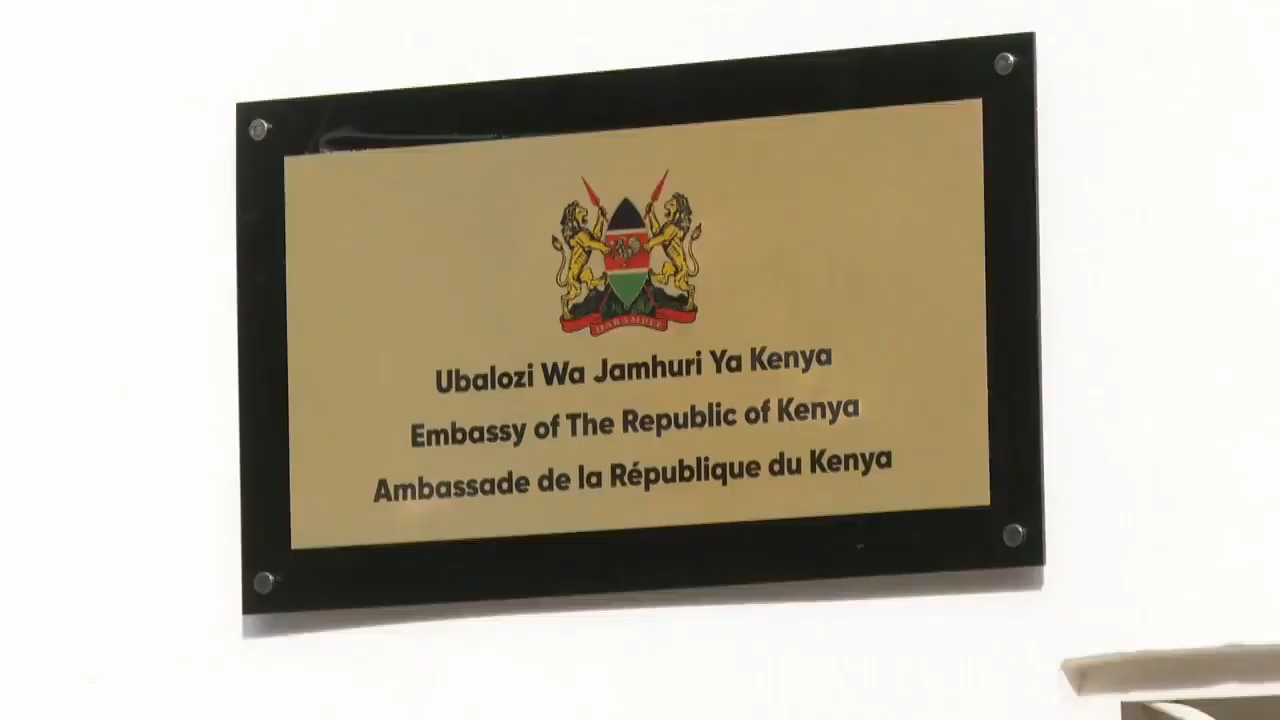 HARAMBEE
Ubalozi Wa Jamhuri Ya Kenya
Embassy of The Republic of Kenya
Ambassade de la République du Kenya